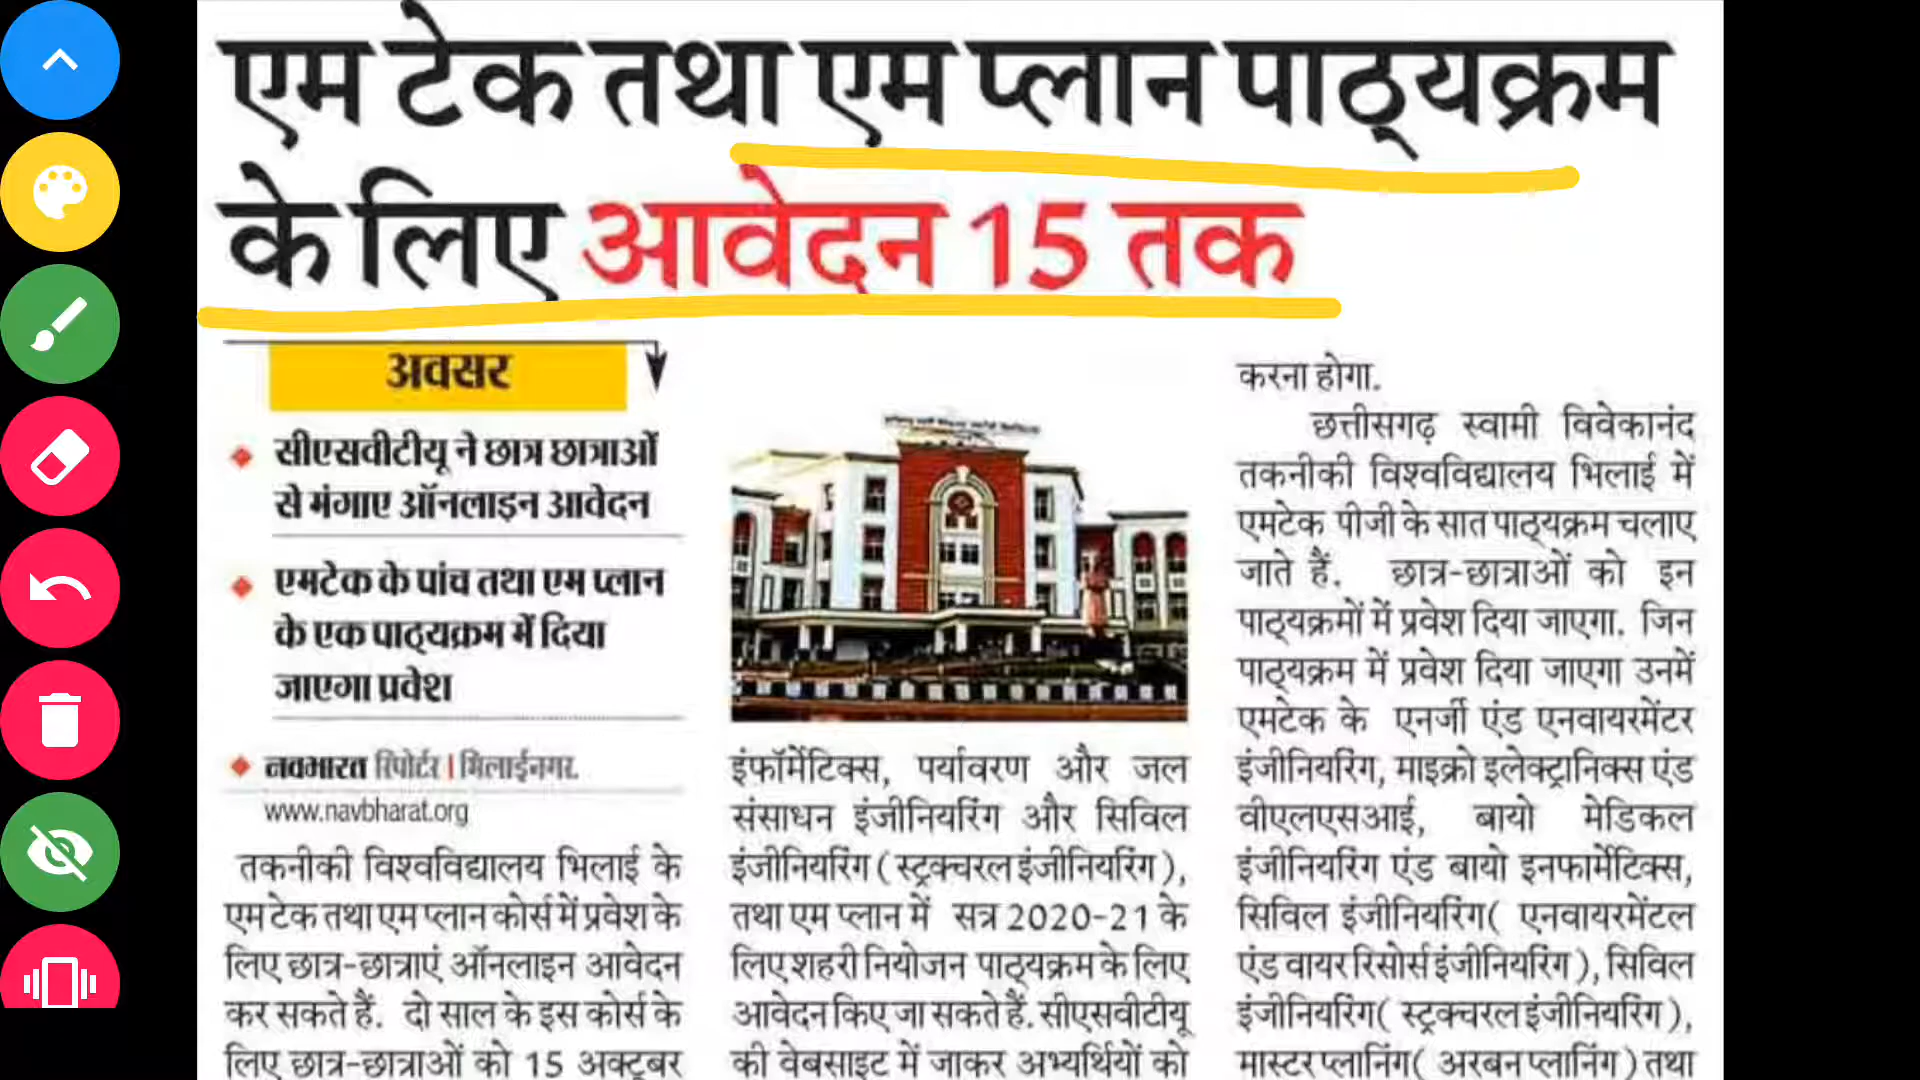 एम टेक तथा एम प्लान पाठ्यक्रम
के लिए आवेदन 15 तक
अवसर
सीएसवीटीयू ने छात्र छात्राओं
से मंगाए ऑनलाइन आवेदन
एमटेक के पांच तथा एम प्लान
के एक पाठ्यक्रम में दिया
जाएगा प्रवेश
नवभारत रिपोर्टर | भिलाईनगर.
www.navbharat.org
तकनीकी विश्वविद्यालय भिलाई के
एमटेक तथा एम प्लान कोर्स में प्रवेश के
लिए छात्र-छात्राएं ऑनलाइन आवेदन
कर सकते हैं. दो साल के इस कोर्स के
लिए छात्र-छात्राओं को 15 अक्टूबर
इंफॉर्मेटिक्स, पर्यावरण और जल
संसाधन इंजीनियरिंग और सिविल
इंजीनियरिंग ( स्ट्रक्चरल इंजीनियरिंग ),
तथा एम प्लान में सत्र 2020-21 के
लिए शहरी नियोजन पाठ्यक्रम के लिए
आवेदन किए जा सकते हैं. सीएसवीटीयू
की वेबसाइट में जाकर अभ्यर्थियों को
करना होगा.
छत्तीसगढ़ स्वामी विवेकानंद
तकनीकी विश्वविद्यालय भिलाई में
एमटेक पीजी के सात पाठ्यक्रम चलाए
जाते हैं. छात्र-छात्राओं को इन
पाठ्यक्रमों में प्रवेश दिया जाएगा. जिन
पाठ्यक्रम में प्रवेश दिया जाएगा उनमें
एमटेक के एनर्जी एंड एनवायरमेंटर
इंजीनियरिंग, माइक्रो इलेक्ट्रानिक्स एंड
वीएलएसआई, बायो मेडिकल
इंजीनियरिंग एंड बायो इनफार्मेटिक्स,
सिविल इंजीनियरिंग( एनवायरमेंटल
एंड वायर रिसोर्स इंजीनियरिंग ), सिविल
इंजीनियरिंग( स्ट्रक्चरल इंजीनियरिंग ),
मास्टर प्लानिंग( अरबन प्लानिंग ) तथा